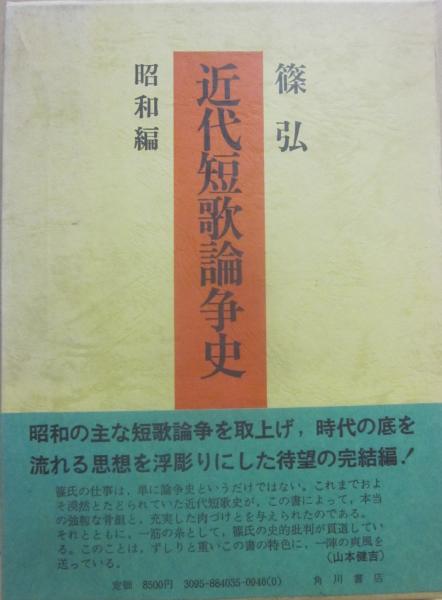 篠弘
近代短歌論争史
昭和編
昭和の主な短歌論争を取上げ，時代の底を
流れる思想を浮彫りにした待望の完結編！
篠氏の仕事は，単に論争史というだけではない。これまでおよ
そ漠然とたどられていた近代短歌史が，この書によって，本当
の強靱な骨組と，充実した肉づけとを与えられたのである。
それとともに，一筋の糸として，篠氏の史的批判が貫道してい
る。このことは，ずしりと重いこの書の特色に，一陣の爽風を
送っている。
（山本健吉）
定価 8500円 3095-884035-0946(0) 角川書店